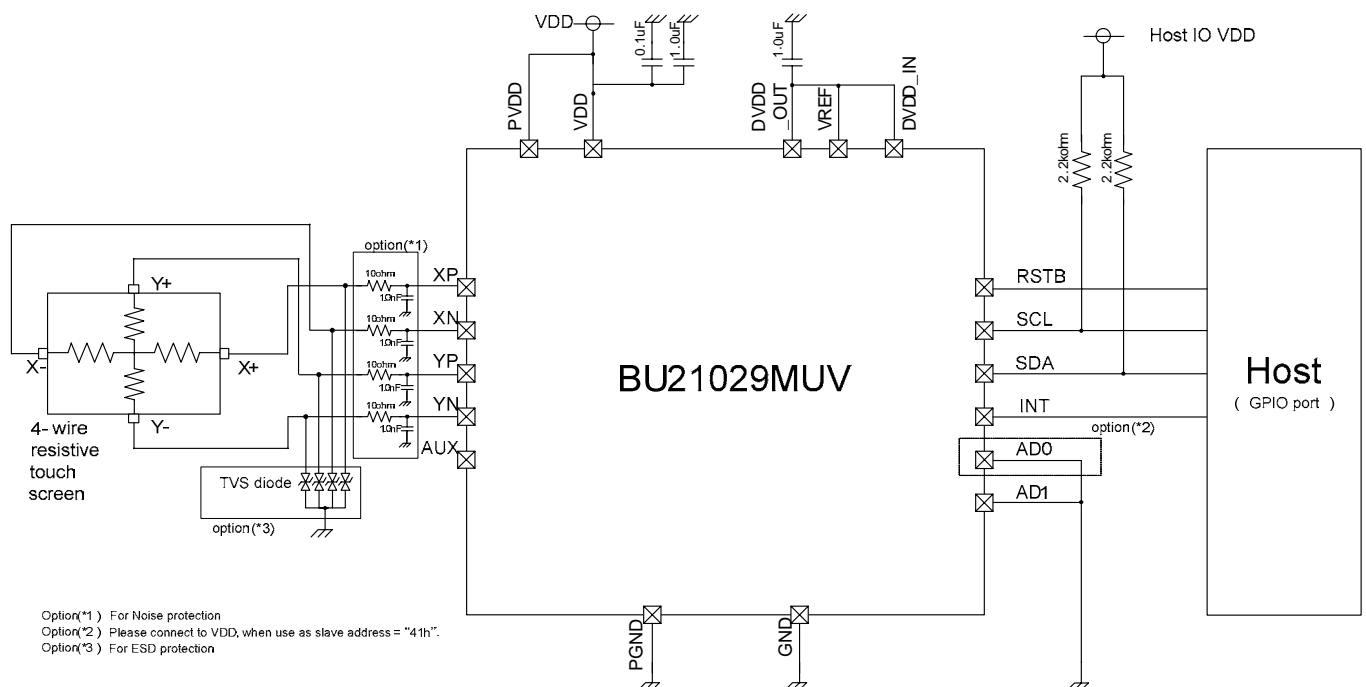 VDD
0.1uF
1.0uF
1.0uF
Host IO VDD
PVDD
VDD
DVDD
_OUT
VREF
DVDD_IN
2.2kohm
2.2kohm
option(*1)
10ohm
1.0nF
XP
10ohm
1.0nF
XN
10ohm
1.0nF
YP
10ohm
1.0nF
YN
AUX
Y+
X-
X+
Y-
4-wire
resistive
touch
screen
TVS diode
option(*3)
BU21029MUV
RSTB
SCL
SDA
INT
option(*2)
AD0
AD1
Host
( GPIO port )
PGND
GND
Option(*1) For Noise protection
Option(*2) Please connect to VDD, when use as slave address = "41h".
Option(*3) For ESD protection